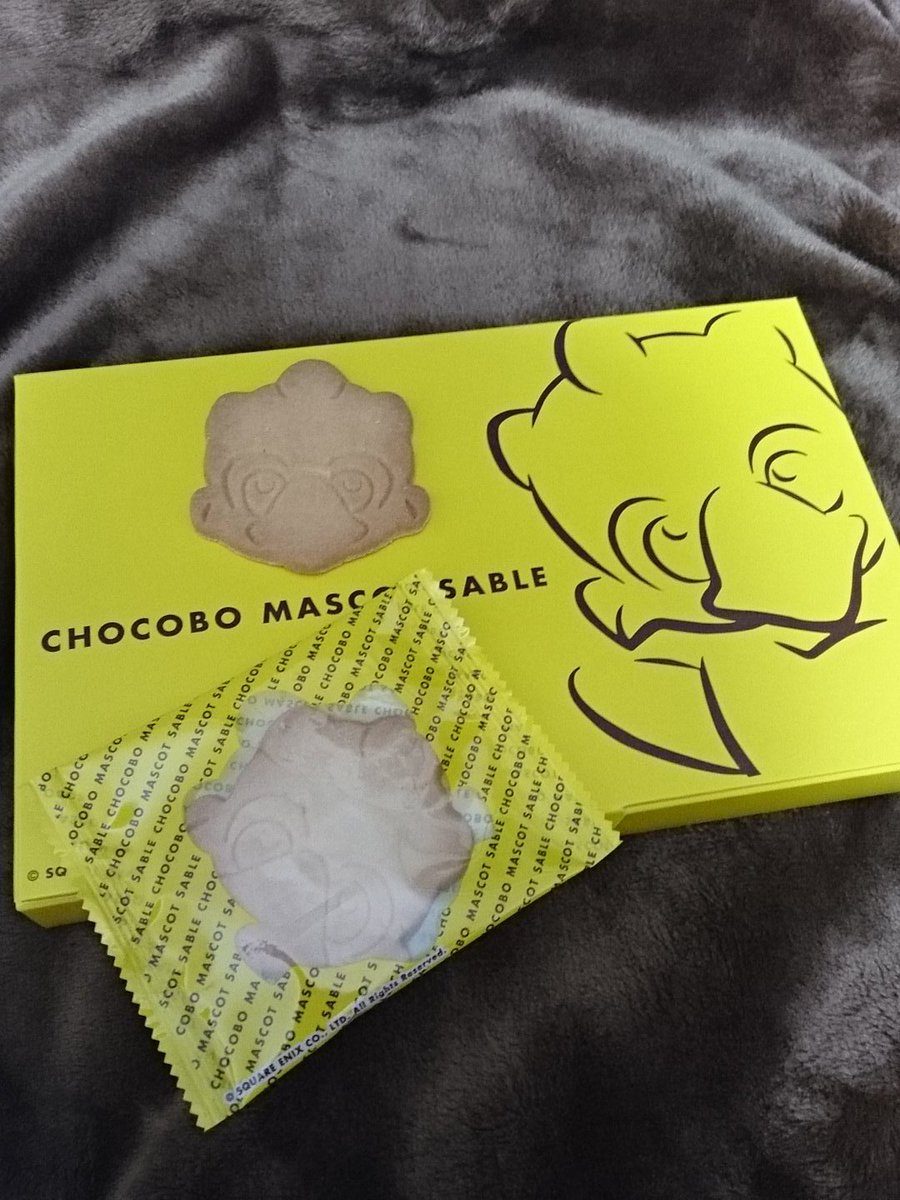 CHOCOBO MASCOT SABLE
© SQ
CHOCOBO MASCOT SABLE
© SQUARE ENIX CO., LTD. All Rights Reserved.